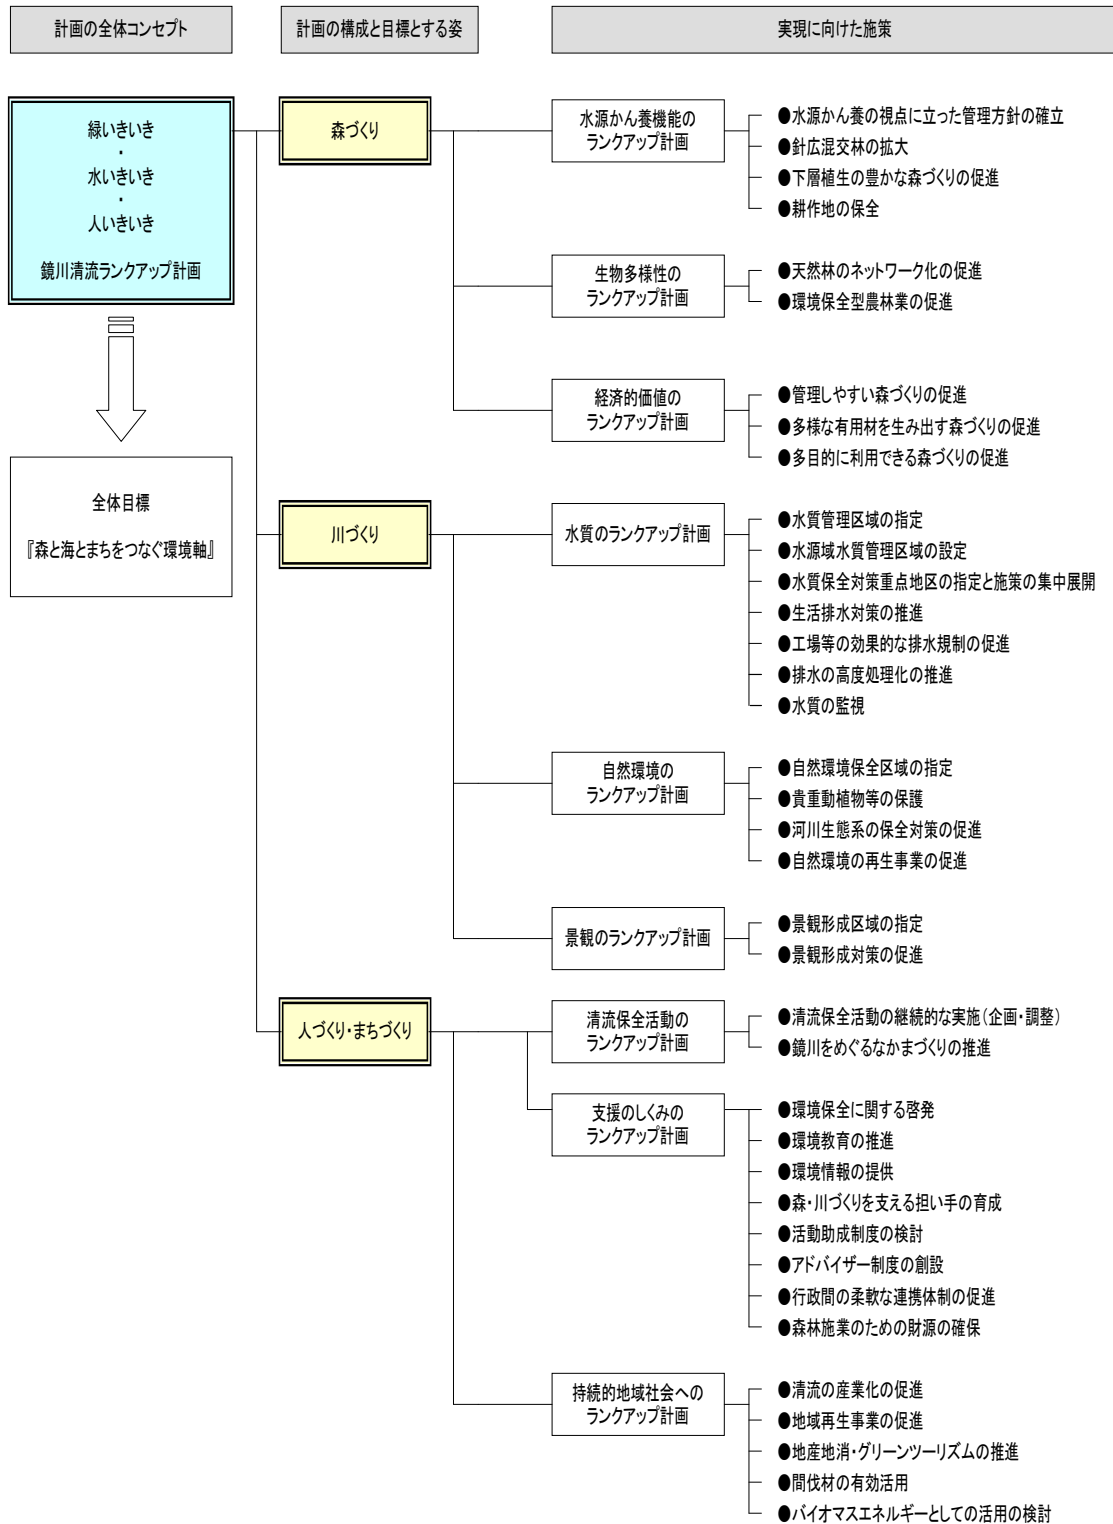 計画の全体コンセプト
計画の構成と目標とする姿
実現に向けた施策
緑いきいき
・
水いきいき
・
人いきいき
鏡川清流ランクアップ計画
全体目標
『森と海とまちをつなぐ環境軸』
森づくり
水源かん養機能の
ランクアップ計画
●水源かん養の視点に立った管理方針の確立
●針広混交林の拡大
●下層植生の豊かな森づくりの促進
●耕作地の保全
生物多様性の
ランクアップ計画
●天然林のネットワーク化の促進
●環境保全型農林業の促進
経済的価値の
ランクアップ計画
●管理しやすい森づくりの促進
●多様な有用材を生み出す森づくりの促進
●多目的に利用できる森づくりの促進
川づくり
水質のランクアップ計画
●水質管理区域の指定
●水源域水質管理区域の設定
●水質保全対策重点地区の指定と施策の集中展開
●生活排水対策の推進
●工場等の効果的な排水規制の促進
●排水の高度処理化の推進
●水質の監視
自然環境の
ランクアップ計画
●自然環境保全区域の指定
●貴重動植物等の保護
●河川生態系の保全対策の促進
●自然環境の再生事業の促進
景観のランクアップ計画
●景観形成区域の指定
●景観形成対策の促進
人づくり・まちづくり
清流保全活動の
ランクアップ計画
●清流保全活動の継続的な実施(企画・調整)
●鏡川をめぐるなかまづくりの推進
支援のしくみの
ランクアップ計画
●環境保全に関する啓発
●環境教育の推進
●環境情報の提供
●森・川づくりを支える担い手の育成
●活動助成制度の検討
●アドバイザー制度の創設
●行政間の柔軟な連携体制の促進
●森林施業のための財源の確保
持続的地域社会への
ランクアップ計画
●清流の産業化の促進
●地域再生事業の促進
●地産地消・グリーンツーリズムの推進
●間伐材の有効活用
●バイオマスエネルギーとしての活用の検討